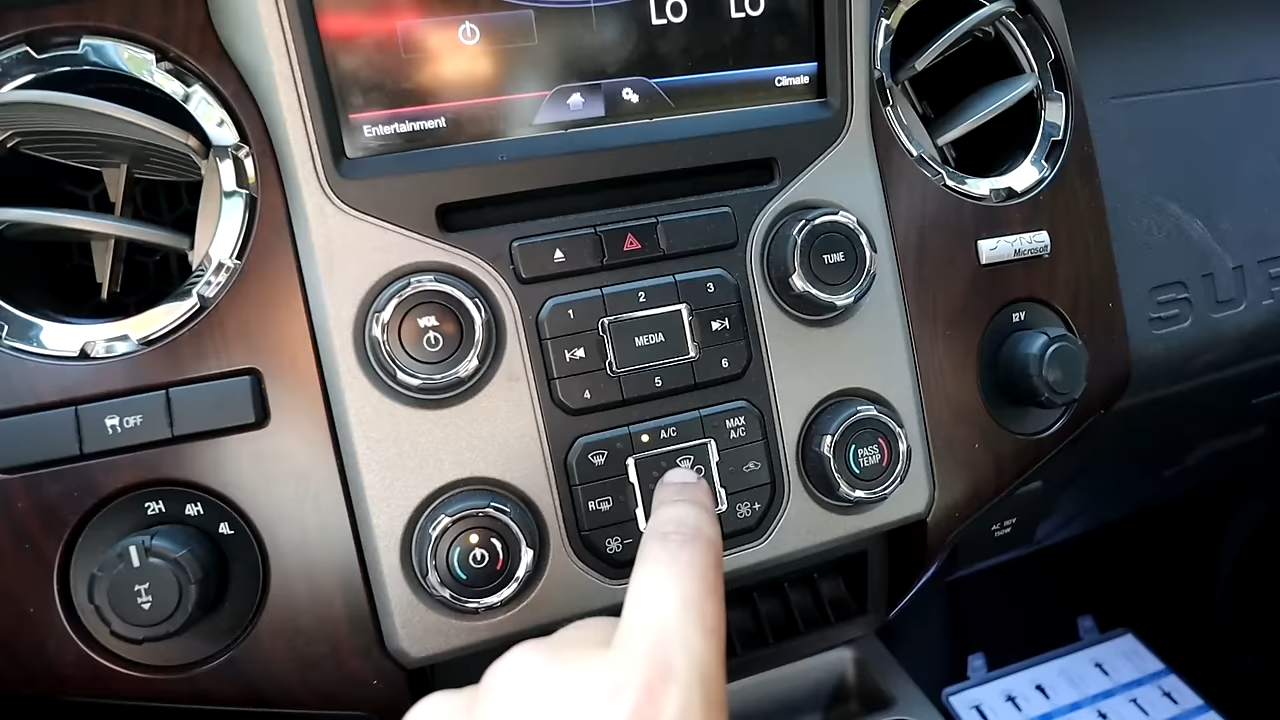 LO LO
Climate
Entertainment
SYNC
Microsoft
SUP
TUNE
1 2 3
VOL
MEDIA
12V
4 5 6
OFF
A/C
MAX
A/C
PASS
TEMP
R
2H 4H
4L
AC 110V
150W